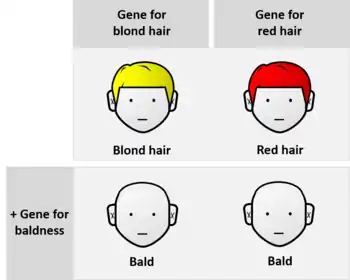 Gene for
blond hair
Gene for
red hair
Blond hair
Red hair
+ Gene for
baldness
Bald
Bald